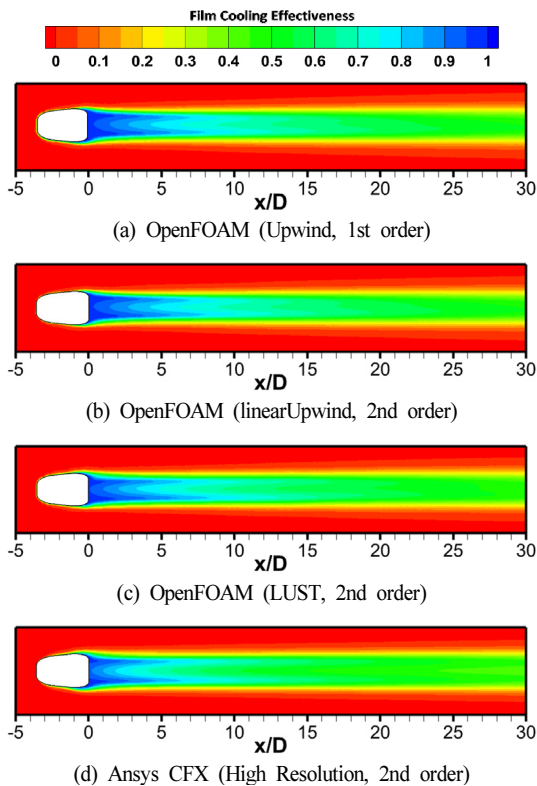 Film Cooling Effectiveness
0 0.1 0.2 0.3 0.4 0.5 0.6 0.7 0.8 0.9 1
-5 0 5 10 15 20 25 30
x/D
(a) OpenFOAM (Upwind, 1st order)
-5 0 5 10 15 20 25 30
x/D
(b) OpenFOAM (linearUpwind, 2nd order)
-5 0 5 10 15 20 25 30
x/D
(c) OpenFOAM (LUST, 2nd order)
-5 0 5 10 15 20 25 30
x/D
(d) Ansys CFX (High Resolution, 2nd order)